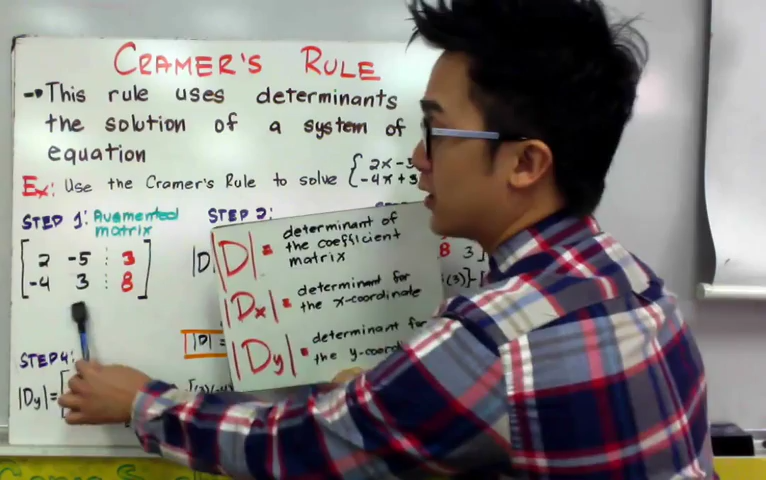 CRAMER'S RULE
→ This rule uses determinants
the solution of a system of
equation
Ex: Use the Cramer's Rule to solve { 2x -
-4x + 3
STEP 1: Augmented
matrix
STEP 2:
2 -5 : 3
-4 3 : 8
|D|= determinant of
the coefficient
matrix
|Dx|= determinant for
the x-coordinate
|Dy|= determinant for
the y-coord
8 3
(3)]-[
|D| =
STEP 4:
|Dy|=[